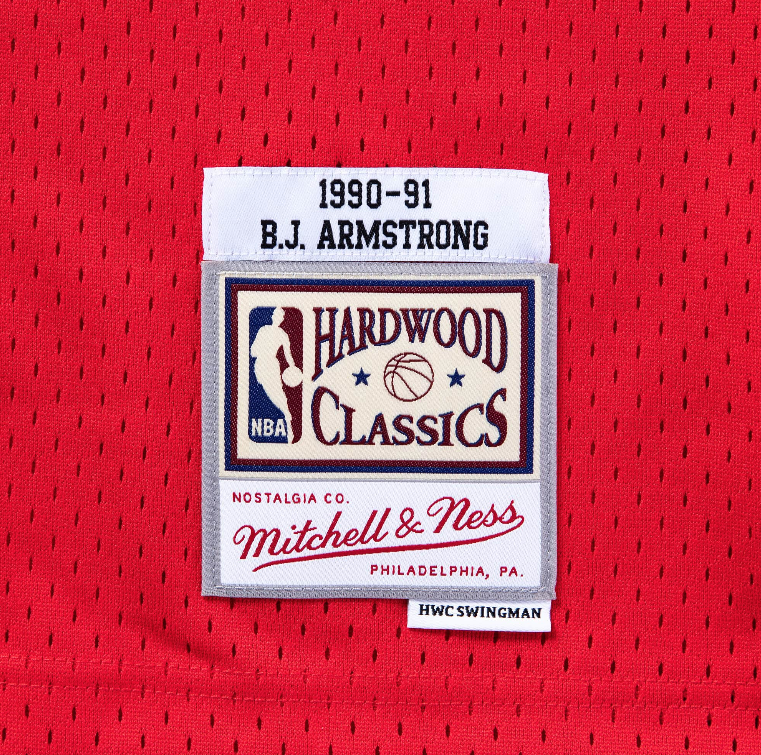 1990-91
B.J. ARMSTRONG
HARDWOOD
CLASSICS
NBA
NOSTALGIA CO.
Mitchell & Ness
PHILADELPHIA, PA.
HWC SWINGMAN